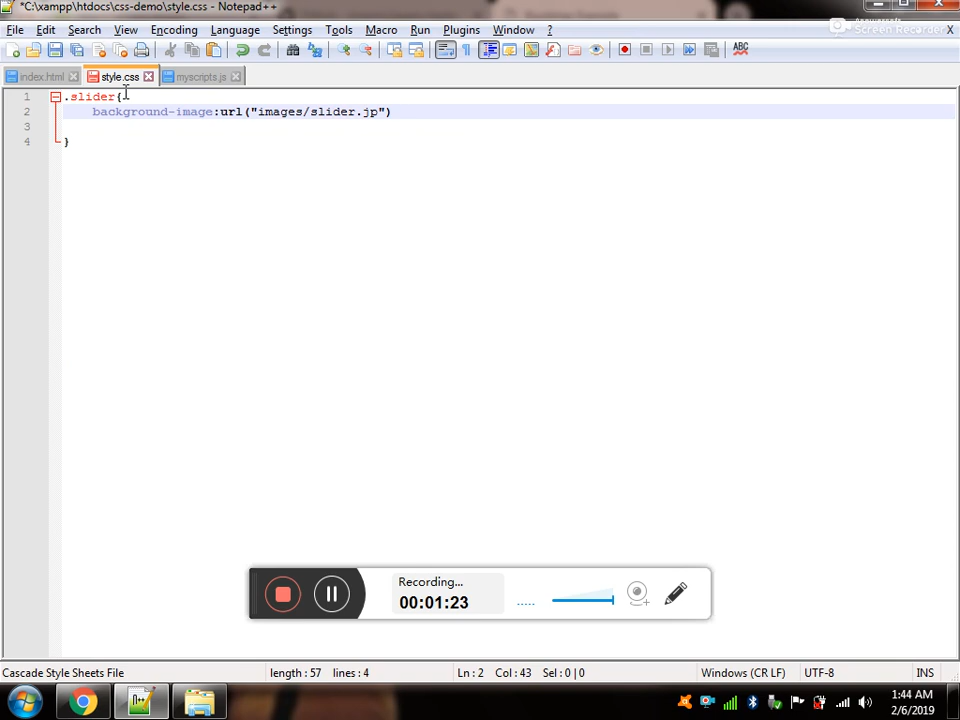 *C:\xampp\htdocs\css-demo\style.css - Notepad++
File Edit Search View Encoding Language Settings Tools Macro Run Plugins Window ?
Screen Recorder X
ABC
index.html style.css myscripts.js
1 .slider{
2 background-image:url("images/slider.jp")
3
4 }
Recording...
00:01:23
Cascade Style Sheets File length : 57 lines : 4 Ln : 2 Col : 43 Sel : 0 | 0 Windows (CR LF) UTF-8 INS
1:44 AM
2/6/2019